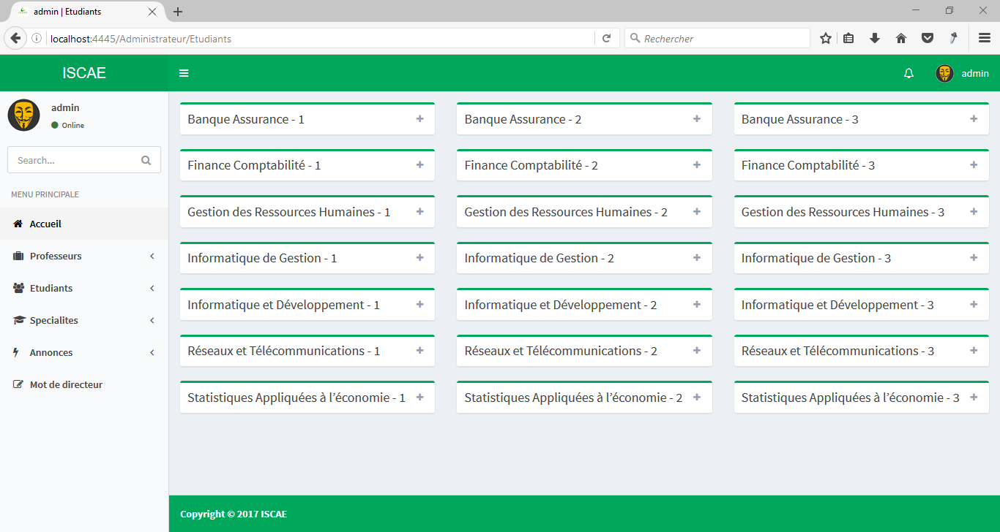 admin | Etudiants
localhost:4445/Administrateur/Etudiants
Rechercher
ISCAE
admin
admin
Online
Search...
MENU PRINCIPALE
Accueil
Professeurs
Etudiants
Specialites
Annonces
Mot de directeur
Banque Assurance - 1
Banque Assurance - 2
Banque Assurance - 3
Finance Comptabilité - 1
Finance Comptabilité - 2
Finance Comptabilité - 3
Gestion des Ressources Humaines - 1
Gestion des Ressources Humaines - 2
Gestion des Ressources Humaines - 3
Informatique de Gestion - 1
Informatique de Gestion - 2
Informatique de Gestion - 3
Informatique et Développement - 1
Informatique et Développement - 2
Informatique et Développement - 3
Réseaux et Télécommunications - 1
Réseaux et Télécommunications - 2
Réseaux et Télécommunications - 3
Statistiques Appliquées à l’économie - 1
Statistiques Appliquées à l’économie - 2
Statistiques Appliquées à l’économie - 3
Copyright © 2017 ISCAE